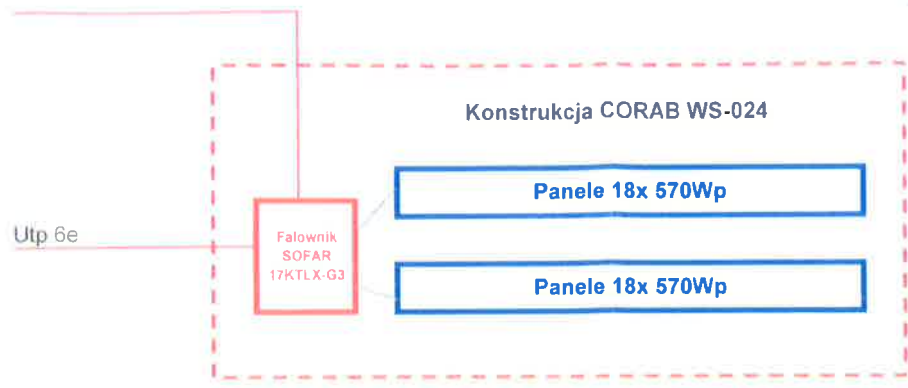 Konstrukcja CORAB WS-024
Panele 18x 570Wp
Utp 6e
Falownik
SOFAR
17KTLX-G3
Panele 18x 570Wp